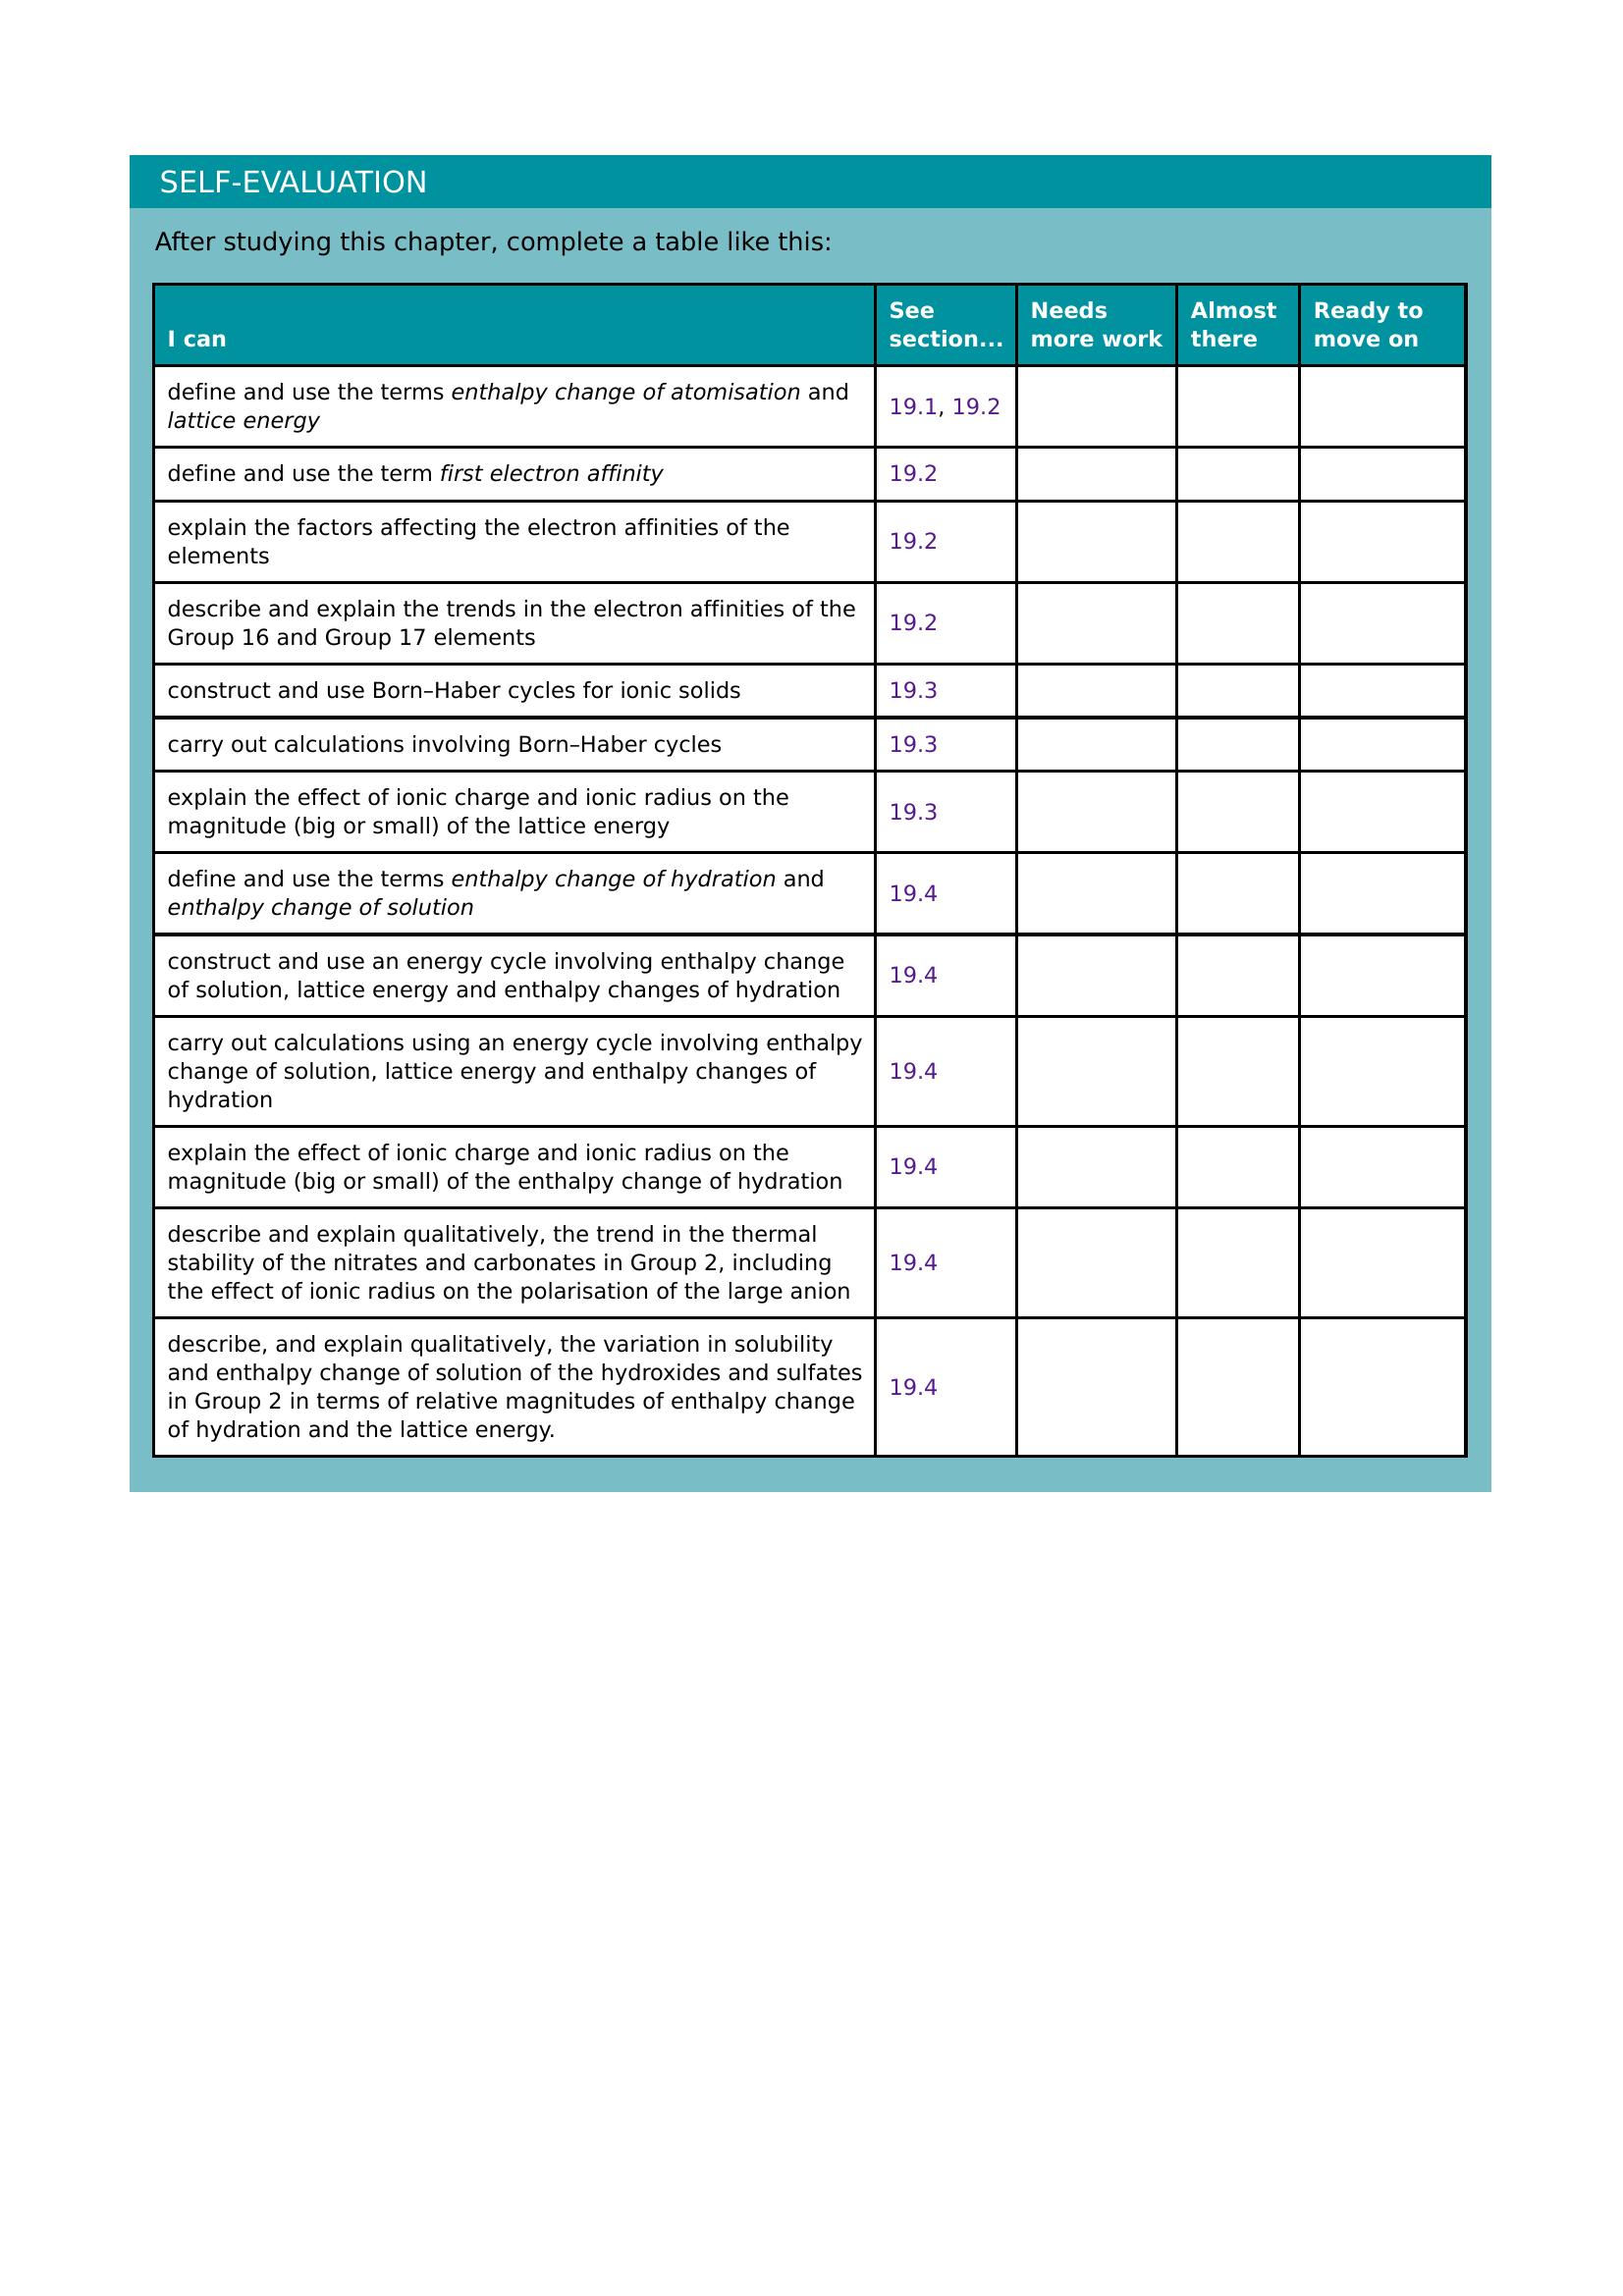 SELF-EVALUATION
After studying this chapter, complete a table like this:
I can
See
section...
Needs
more work
Almost
there
Ready to
move on
define and use the terms enthalpy change of atomisation and
lattice energy
19.1, 19.2
define and use the term first electron affinity
19.2
explain the factors affecting the electron affinities of the
elements
19.2
describe and explain the trends in the electron affinities of the
Group 16 and Group 17 elements
19.2
construct and use Born–Haber cycles for ionic solids
19.3
carry out calculations involving Born–Haber cycles
19.3
explain the effect of ionic charge and ionic radius on the
magnitude (big or small) of the lattice energy
19.3
define and use the terms enthalpy change of hydration and
enthalpy change of solution
19.4
construct and use an energy cycle involving enthalpy change
of solution, lattice energy and enthalpy changes of hydration
19.4
carry out calculations using an energy cycle involving enthalpy
change of solution, lattice energy and enthalpy changes of
hydration
19.4
explain the effect of ionic charge and ionic radius on the
magnitude (big or small) of the enthalpy change of hydration
19.4
describe and explain qualitatively, the trend in the thermal
stability of the nitrates and carbonates in Group 2, including
the effect of ionic radius on the polarisation of the large anion
19.4
describe, and explain qualitatively, the variation in solubility
and enthalpy change of solution of the hydroxides and sulfates
in Group 2 in terms of relative magnitudes of enthalpy change
of hydration and the lattice energy.
19.4